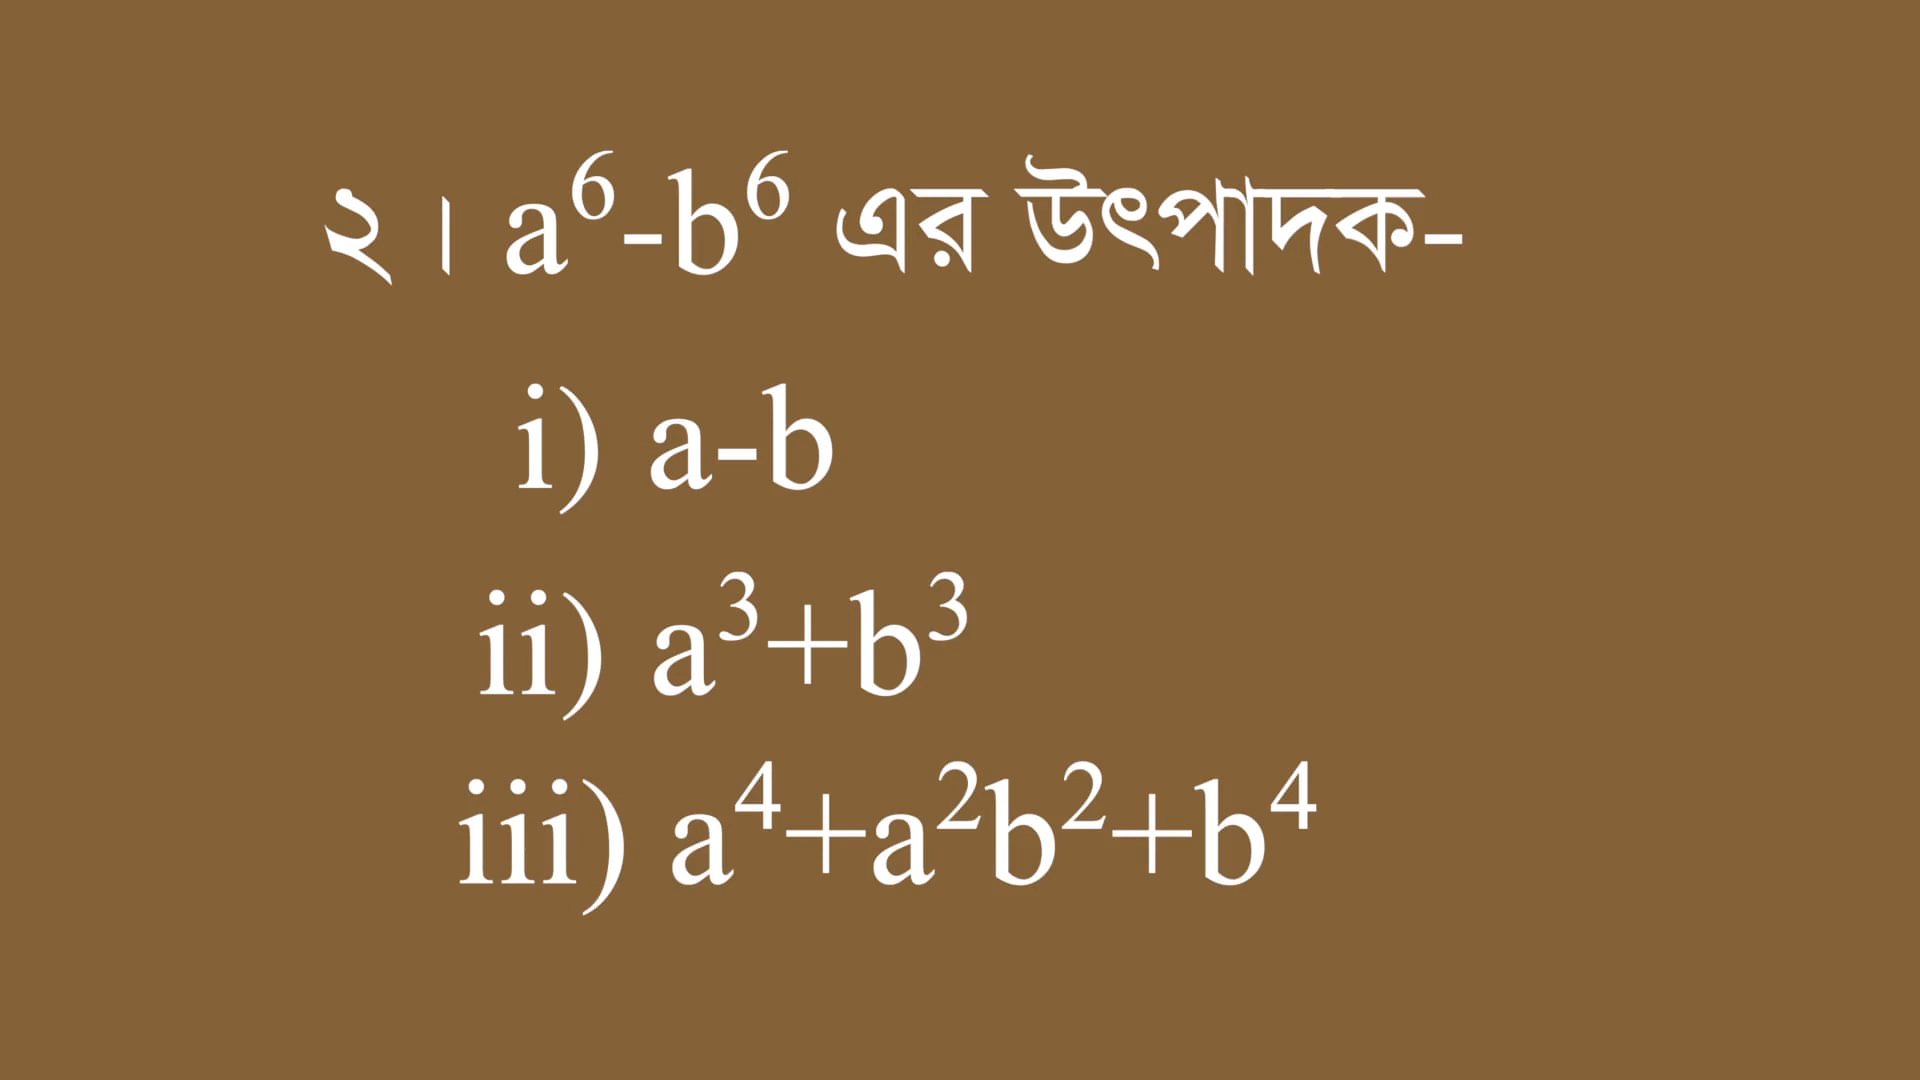 ২। a⁶-b⁶ এর উৎপাদক-
i) a-b
ii) a³+b³
iii) a⁴+a²b²+b⁴